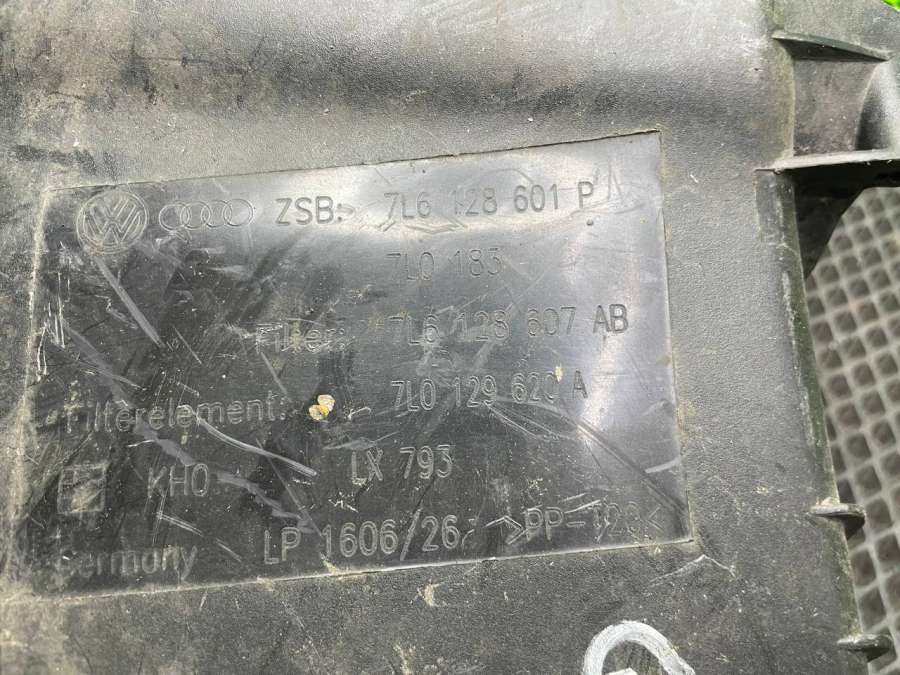 ZSB: 7L6 128 601 P
7L0 183
Filter: 7L6 128 607 AB
Filterelement: 7L0 129 620 A
KHO LX 793
Germany LP 1606/26